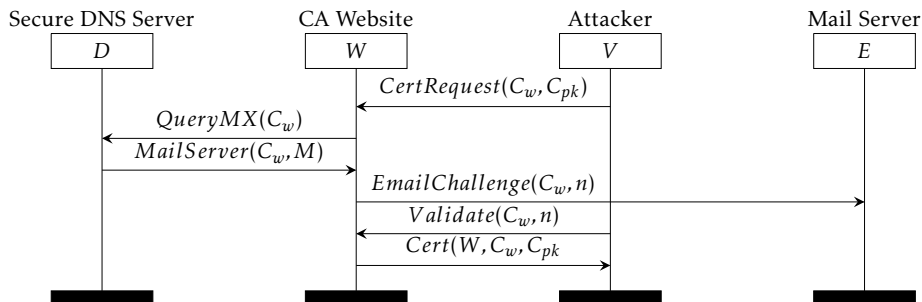 Secure DNS Server CA Website Attacker Mail Server
D W V E
CertRequest(C_w, C_pk)
QueryMX(C_w)
MailServer(C_w, M)
EmailChallenge(C_w, n)
Validate(C_w, n)
Cert(W, C_w, C_pk